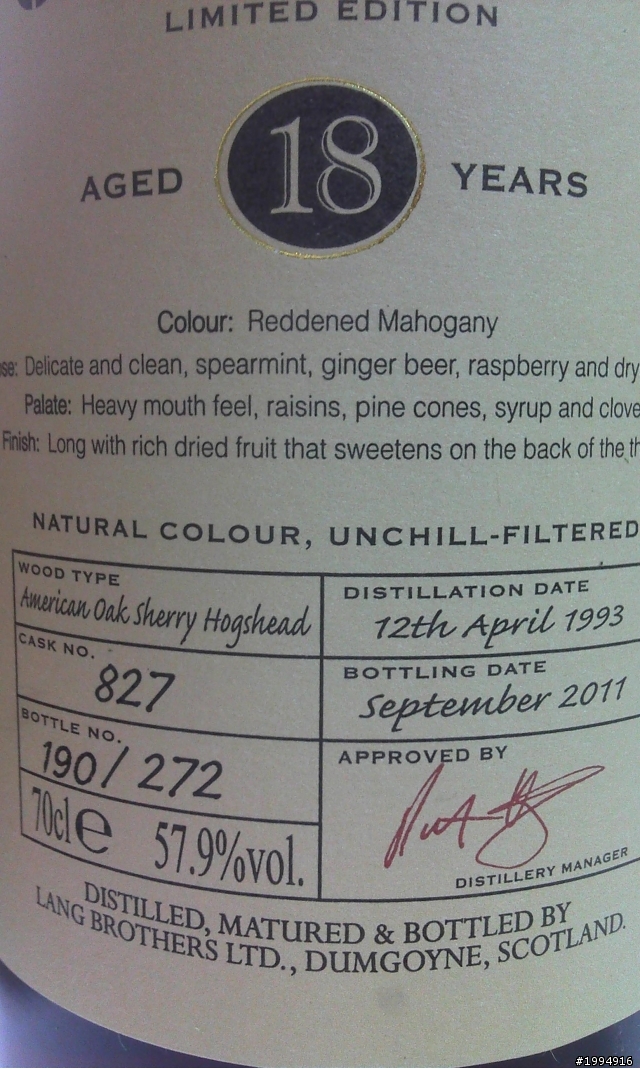 LIMITED EDITION
AGED 18 YEARS
Colour: Reddened Mahogany
se: Delicate and clean, spearmint, ginger beer, raspberry and dry
Palate: Heavy mouth feel, raisins, pine cones, syrup and clove
Finish: Long with rich dried fruit that sweetens on the back of the th
NATURAL COLOUR, UNCHILL-FILTERED
WOOD TYPE
American Oak Sherry Hogshead
DISTILLATION DATE
12th April 1993
CASK NO.
827
BOTTLING DATE
September 2011
BOTTLE NO.
190/272
APPROVED BY
70cl e 57.9%vol.
DISTILLERY MANAGER
DISTILLED, MATURED & BOTTLED BY
LANG BROTHERS LTD., DUMGOYNE, SCOTLAND.
#1994916